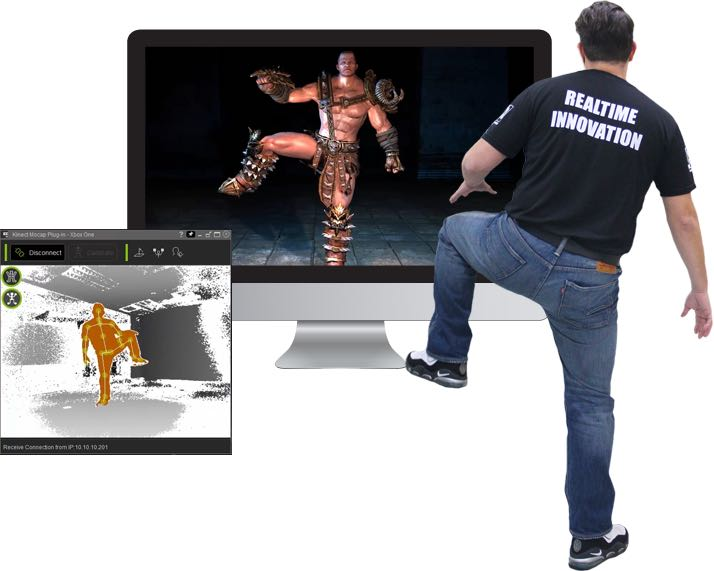 REALTIME
INNOVATION
Kinect Mocap Plug-in - Xbox One
Disconnect
Calibrate
Receive Connection from IP:10.10.10.201